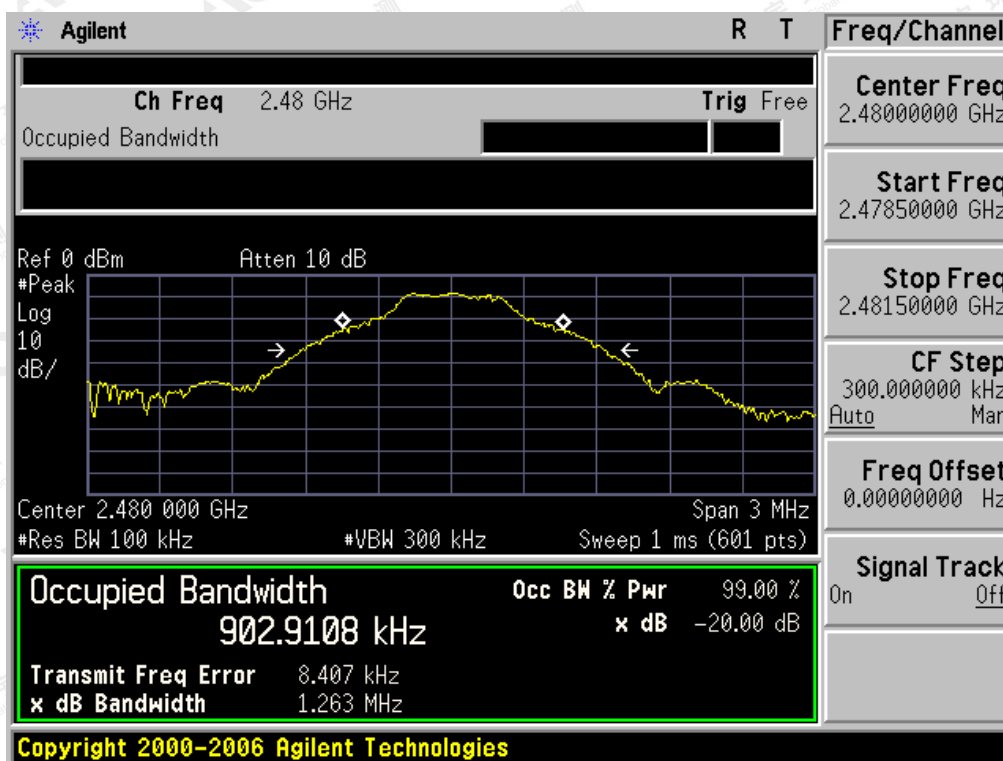 Agilent R T Freq/Channel
Ch Freq 2.48 GHz Trig Free
Occupied Bandwidth
Center Freq
2.48000000 GHz
Start Freq
2.47850000 GHz
Stop Freq
2.48150000 GHz
CF Step
300.000000 kHz
Auto Man
Freq Offset
0.00000000 Hz
Signal Track
On Off
Ref 0 dBm Atten 10 dB
#Peak
Log
10
dB/
Center 2.480 000 GHz Span 3 MHz
#Res BW 100 kHz #VBW 300 kHz Sweep 1 ms (601 pts)
Occupied Bandwidth Occ BW % Pwr 99.00 %
902.9108 kHz x dB -20.00 dB
Transmit Freq Error 8.407 kHz
x dB Bandwidth 1.263 MHz
Copyright 2000-2006 Agilent Technologies